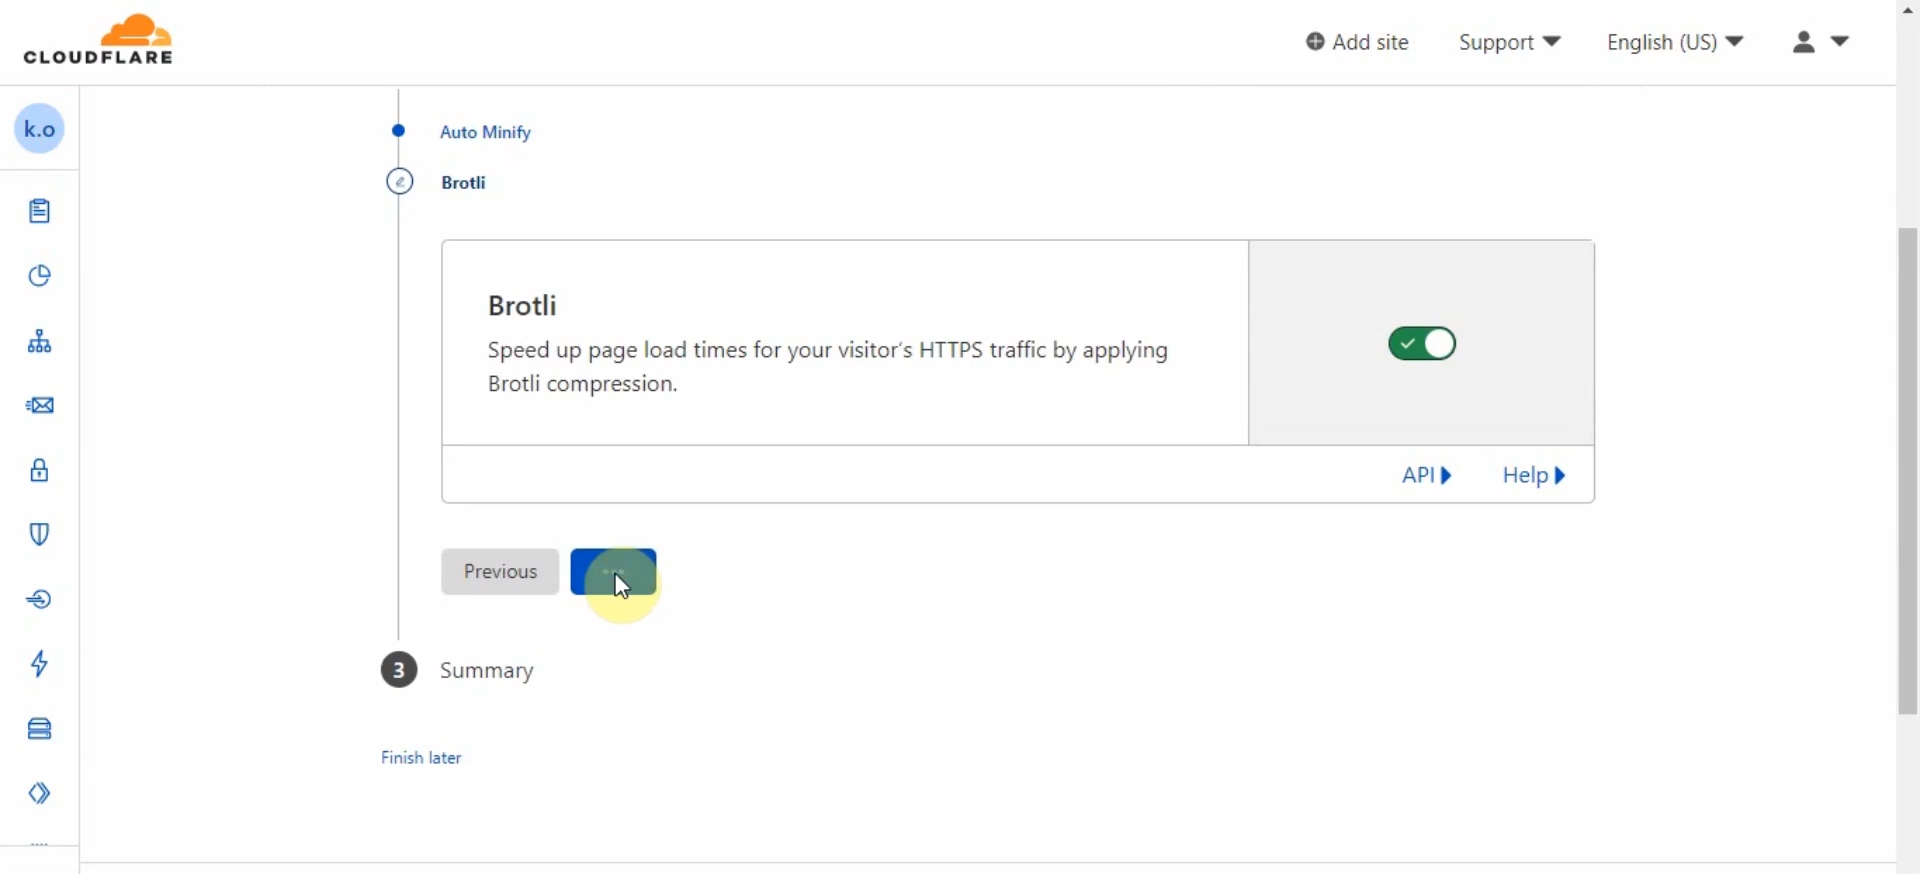 CLOUDFLARE
Add site
Support
English (US)
k.o
Auto Minify
Brotli
Brotli
Speed up page load times for your visitor's HTTPS traffic by applying
Brotli compression.
API
Help
Previous
3
Summary
Finish later